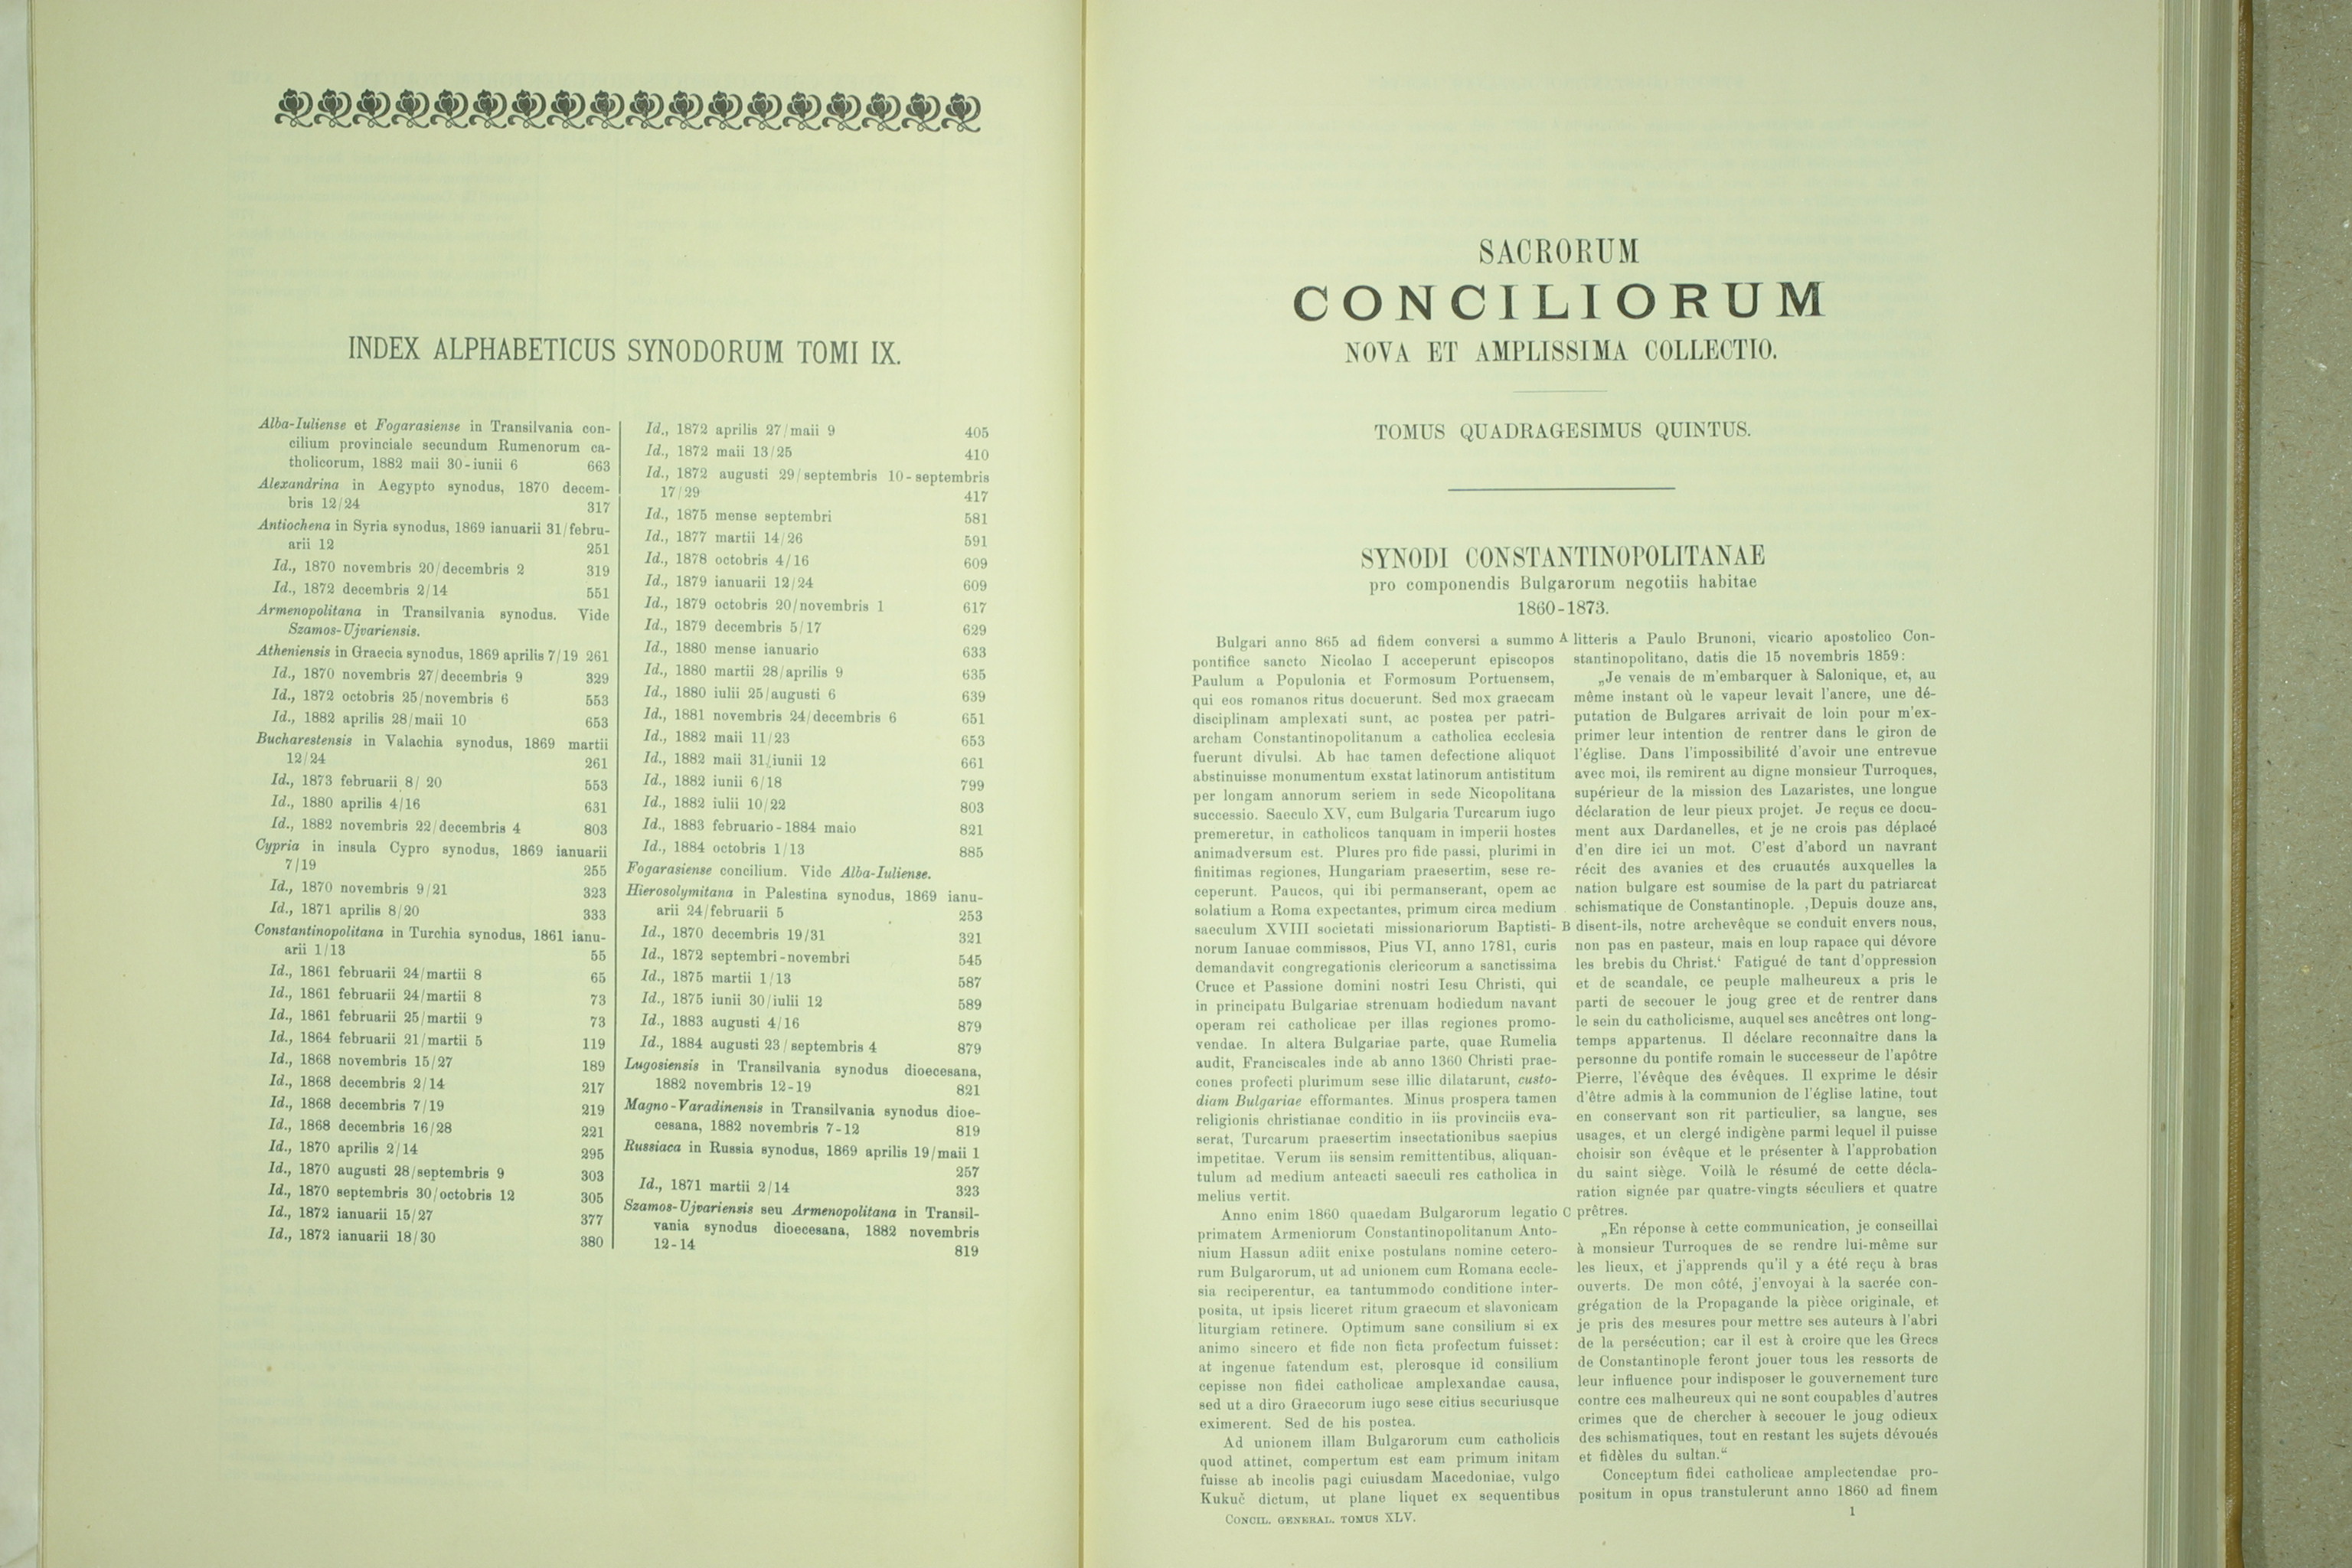 INDEX ALPHABETICUS SYNODORUM TOMI IX.
Alba-Iuliense et Fogarasiense in Transilvania con-
cilium provinciale secundum Rumenorum ca-
tholicorum, 1882 maii 30-iunii 6 663
Alexandrina in Aegypto synodus, 1870 decem-
bris 12/24 317
Antiochena in Syria synodus, 1869 ianuarii 31/febru-
arii 12 251
Id., 1870 novembris 20/decembris 2 319
Id., 1872 decembris 2/14 551
Armenopolitana in Transilvania synodus. Vide
Szamos-Ujvariensis.
Atheniensis in Graecia synodus, 1869 aprilis 7/19 261
Id., 1870 novembris 27/decembris 9 329
Id., 1872 octobris 25/novembris 6 553
Id., 1882 aprilis 28/maii 10 653
Bucharestensis in Valachia synodus, 1869 martii
12/24 261
Id., 1873 februarii 8/ 20 553
Id., 1880 aprilis 4/16 631
Id., 1882 novembris 22/decembris 4 803
Cypria in insula Cypro synodus, 1869 ianuarii
7/19 255
Id., 1870 novembris 9/21 323
Id., 1871 aprilis 8/20 333
Constantinopolitana in Turchia synodus, 1861 ianu-
arii 1/13 55
Id., 1861 februarii 24/martii 8 65
Id., 1861 februarii 24/martii 8 73
Id., 1861 februarii 25/martii 9 73
Id., 1864 februarii 21/martii 5 119
Id., 1868 novembris 15/27 189
Id., 1868 decembris 2/14 217
Id., 1868 decembris 7/19 219
Id., 1868 decembris 16/28 221
Id., 1870 aprilis 2/14 295
Id., 1870 augusti 28/septembris 9 303
Id., 1870 septembris 30/octobris 12 305
Id., 1872 ianuarii 15/27 377
Id., 1872 ianuarii 18/30 380
Id., 1872 aprilis 27/maii 9 405
Id., 1872 maii 13/25 410
Id., 1872 augusti 29/septembris 10-septembris
17/29 417
Id., 1875 mense septembri 581
Id., 1877 martii 14/26 591
Id., 1878 octobris 4/16 609
Id., 1879 ianuarii 12/24 609
Id., 1879 octobris 20/novembris 1 617
Id., 1879 decembris 5/17 629
Id., 1880 mense ianuario 633
Id., 1880 martii 28/aprilis 9 635
Id., 1880 iulii 25/augusti 6 639
Id., 1881 novembris 24/decembris 6 651
Id., 1882 maii 11/23 653
Id., 1882 maii 31/iunii 12 661
Id., 1882 iunii 6/18 799
Id., 1882 iulii 10/22 803
Id., 1883 februario-1884 maio 821
Id., 1884 octobris 1/13 885
Fogarasiense concilium. Vide Alba-Iuliense.
Hierosolymitana in Palestina synodus, 1869 ianu-
arii 24/februarii 5 253
Id., 1870 decembris 19/31 321
Id., 1872 septembri-novembri 545
Id., 1875 martii 1/13 587
Id., 1875 iunii 30/iulii 12 589
Id., 1883 augusti 4/16 879
Id., 1884 augusti 23/septembris 4 879
Lugosiensis in Transilvania synodus dioecesana,
1882 novembris 12-19 821
Magno-Varadinensis in Transilvania synodus dioe-
cesana, 1882 novembris 7-12 819
Russiaca in Russia synodus, 1869 aprilis 19/maii 1
257
Id., 1871 martii 2/14 323
Szamos-Ujvariensis seu Armenopolitana in Transil-
vania synodus dioecesana, 1882 novembris
12-14 819
SACRORUM
CONCILIORUM
NOVA ET AMPLISSIMA COLLECTIO.
TOMUS QUADRAGESIMUS QUINTUS.
SYNODI CONSTANTINOPOLITANAE
pro componendis Bulgarorum negotiis habitae
1860-1873.
Bulgari anno 865 ad fidem conversi a summo
pontifice sancto Nicolao I acceperunt episcopos
Paulum a Populonia et Formosum Portuensem,
qui eos romanos ritus docuerunt. Sed mox graecam
disciplinam amplexati sunt, ac postea per patri-
archam Constantinopolitanum a catholica ecclesia
fuerunt divulsi. Ab hac tamen defectione aliquot
abstinuisse monumentum exstat latinorum antistitum
per longam annorum seriem in sede Nicopolitana
successio. Saeculo XV, cum Bulgaria Turcarum iugo
premeretur, in catholicos tanquam in imperii hostes
animadversum est. Plures pro fide passi, plurimi in
finitimas regiones, Hungariam praesertim, sese re-
ceperunt. Paucos, qui ibi permanserant, opem ac
solatium a Roma expectantes, primum circa medium
saeculum XVIII societati missionariorum Baptisti-
norum Ianuae commissos, Pius VI, anno 1781, curis
demandavit congregationis clericorum a sanctissima
Cruce et Passione domini nostri Iesu Christi, qui
in principatu Bulgariae strenuam hodiedum navant
operam rei catholicae per illas regiones promo-
vendae. In altera Bulgariae parte, quae Rumelia
audit, Franciscales inde ab anno 1360 Christi prae-
cones profecti plurimum sese illic dilatarunt, custo-
diam Bulgariae efformantes. Minus prospera tamen
religionis christianae conditio in iis provinciis eva-
serat, Turcarum praesertim insectationibus saepius
impetitae. Verum iis sensim remittentibus, aliquan-
tulum ad medium anteacti saeculi res catholica in
melius vertit.
Anno enim 1860 quaedam Bulgarorum legatio
primatem Armeniorum Constantinopolitanum Anto-
nium Hassun adiit enixe postulans nomine cetero-
rum Bulgarorum, ut ad unionem cum Romana eccle-
sia reciperentur, ea tantummodo conditione inter-
posita, ut ipsis liceret ritum graecum et slavonicam
liturgiam retinere. Optimum sane consilium si ex
animo sincero et fide non ficta profectum fuisset:
at ingenue fatendum est, plerosque id consilium
cepisse non fidei catholicae amplexandae causa,
sed ut a diro Graecorum iugo sese citius securiusque
eximerent. Sed de his postea.
Ad unionem illam Bulgarorum cum catholicis
quod attinet, compertum est eam primum initam
fuisse ab incolis pagi cuiusdam Macedoniae, vulgo
Kukuč dictum, ut plane liquet ex sequentibus
CONCIL. GENERAL. TOMUS XLV.
A
B
C
litteris a Paulo Brunoni, vicario apostolico Con-
stantinopolitano, datis die 15 novembris 1859:
„Je venais de m'embarquer à Salonique, et, au
même instant où le vapeur levait l'ancre, une dé-
putation de Bulgares arrivait de loin pour m'ex-
primer leur intention de rentrer dans le giron de
l'église. Dans l'impossibilité d'avoir une entrevue
avec moi, ils remirent au digne monsieur Turroques,
supérieur de la mission des Lazaristes, une longue
déclaration de leur pieux projet. Je reçus ce docu-
ment aux Dardanelles, et je ne crois pas déplacé
d'en dire ici un mot. C'est d'abord un navrant
récit des avanies et des cruautés auxquelles la
nation bulgare est soumise de la part du patriarcat
schismatique de Constantinople. ‚Depuis douze ans,
disent-ils, notre archevêque se conduit envers nous,
non pas en pasteur, mais en loup rapace qui dévore
les brebis du Christ.‘ Fatigué de tant d'oppression
et de scandale, ce peuple malheureux a pris le
parti de secouer le joug grec et de rentrer dans
le sein du catholicisme, auquel ses ancêtres ont long-
temps appartenus. Il déclare reconnaître dans la
personne du pontife romain le successeur de l'apôtre
Pierre, l'évêque des évêques. Il exprime le désir
d'être admis à la communion de l'église latine, tout
en conservant son rit particulier, sa langue, ses
usages, et un clergé indigène parmi lequel il puisse
choisir son évêque et le présenter à l'approbation
du saint siège. Voilà le résumé de cette décla-
ration signée par quatre-vingts séculiers et quatre
prêtres.
„En réponse à cette communication, je conseillai
à monsieur Turroques de se rendre lui-même sur
les lieux, et j'apprends qu'il y a été reçu à bras
ouverts. De mon côté, j'envoyai à la sacrée con-
grégation de la Propagande la pièce originale, et
je pris des mesures pour mettre ses auteurs à l'abri
de la persécution; car il est à croire que les Grecs
de Constantinople feront jouer tous les ressorts de
leur influence pour indisposer le gouvernement turc
contre ces malheureux qui ne sont coupables d'autres
crimes que de chercher à secouer le joug odieux
des schismatiques, tout en restant les sujets dévoués
et fidèles du sultan.“
Conceptum fidei catholicae amplectendae pro-
positum in opus transtulerunt anno 1860 ad finem
1